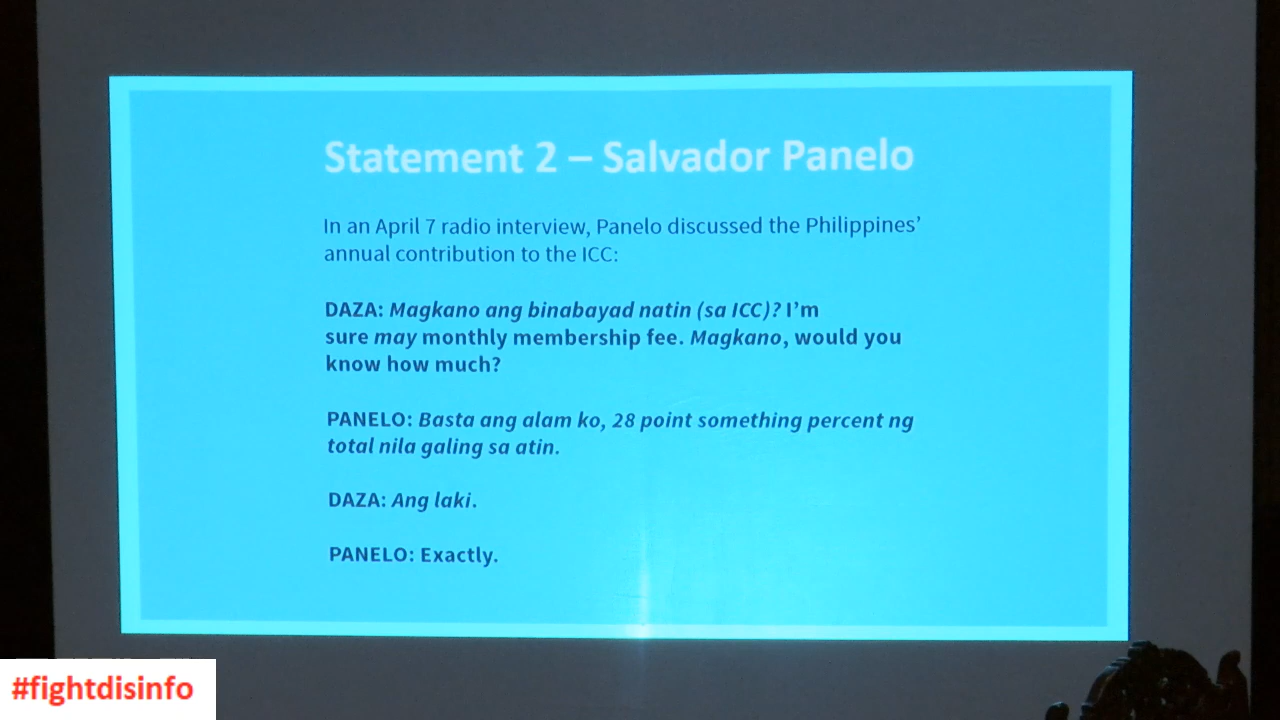 Statement 2 – Salvador Panelo
In an April 7 radio interview, Panelo discussed the Philippines’
annual contribution to the ICC:
DAZA: Magkano ang binabayad natin (sa ICC)? I’m
sure may monthly membership fee. Magkano, would you
know how much?
PANELO: Basta ang alam ko, 28 point something percent ng
total nila galing sa atin.
DAZA: Ang laki.
PANELO: Exactly.
#fightdisinfo